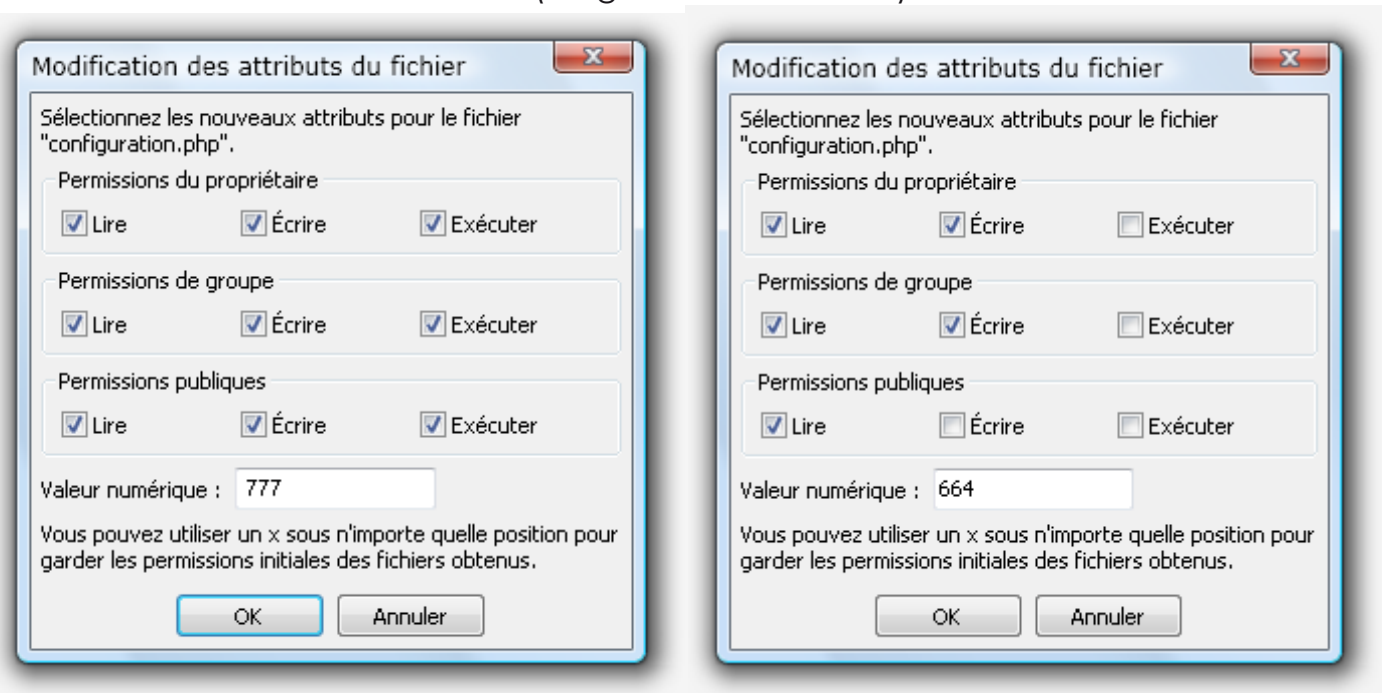 Modification des attributs du fichier
Sélectionnez les nouveaux attributs pour le fichier
"configuration.php".
Permissions du propriétaire
Lire Écrire Exécuter
Permissions de groupe
Lire Écrire Exécuter
Permissions publiques
Lire Écrire Exécuter
Valeur numérique : 777
Vous pouvez utiliser un x sous n'importe quelle position pour
garder les permissions initiales des fichiers obtenus.
OK Annuler
Modification des attributs du fichier
Sélectionnez les nouveaux attributs pour le fichier
"configuration.php".
Permissions du propriétaire
Lire Écrire Exécuter
Permissions de groupe
Lire Écrire Exécuter
Permissions publiques
Lire Écrire Exécuter
Valeur numérique : 664
Vous pouvez utiliser un x sous n'importe quelle position pour
garder les permissions initiales des fichiers obtenus.
OK Annuler